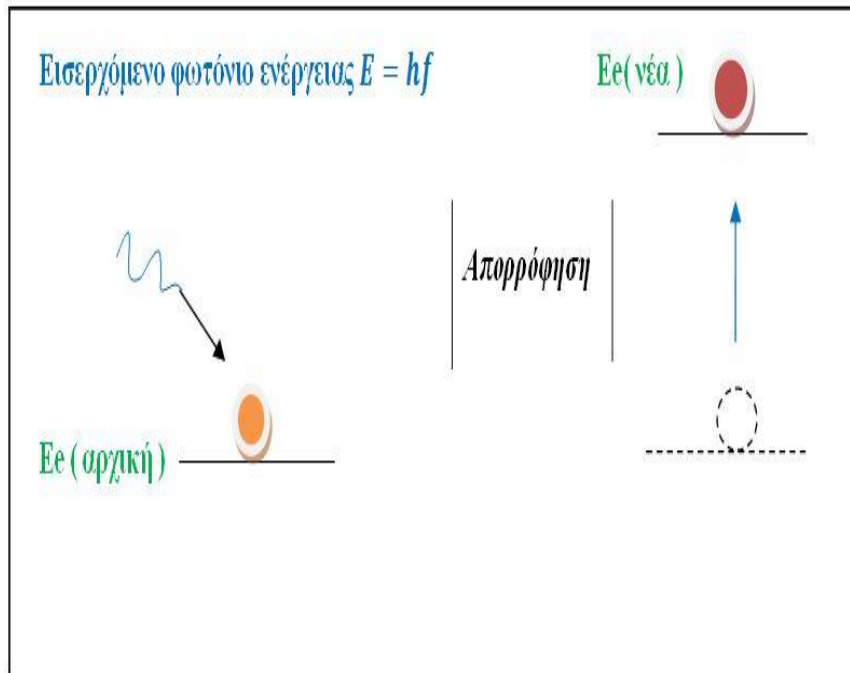 Εισερχόμενο φωτόνιο ενέργειας E = hf
Ee( νέα )
Απορρόφηση
Ee ( αρχική )